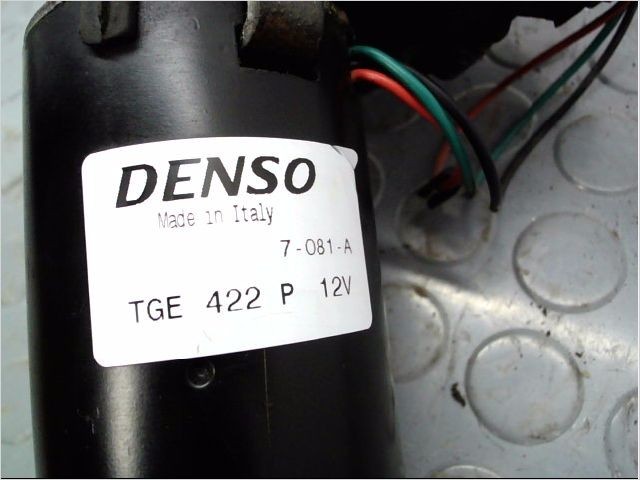 DENSO
Made in Italy
7-081-A
TGE 422 P 12V